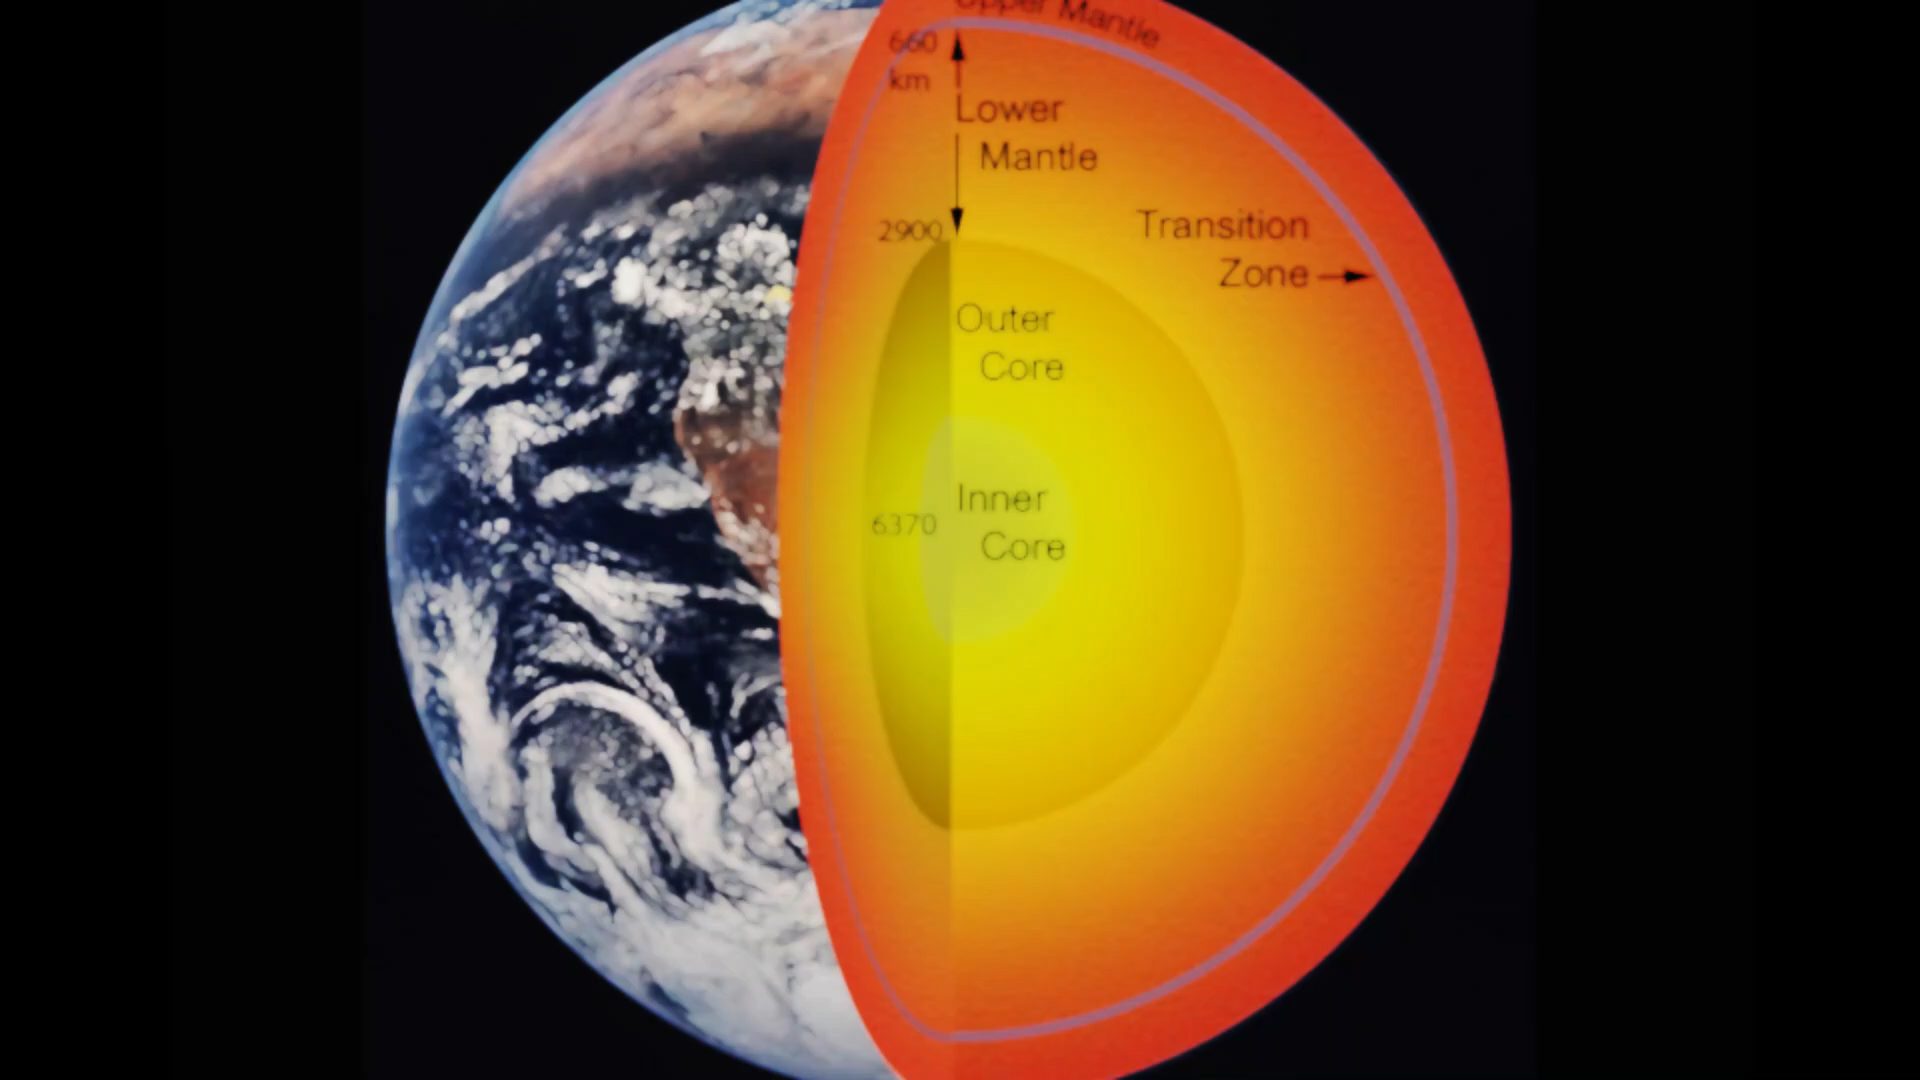 Upper Mantle
660
km
Lower
Mantle
2900
Transition
Zone
Outer
Core
Inner
6370
Core